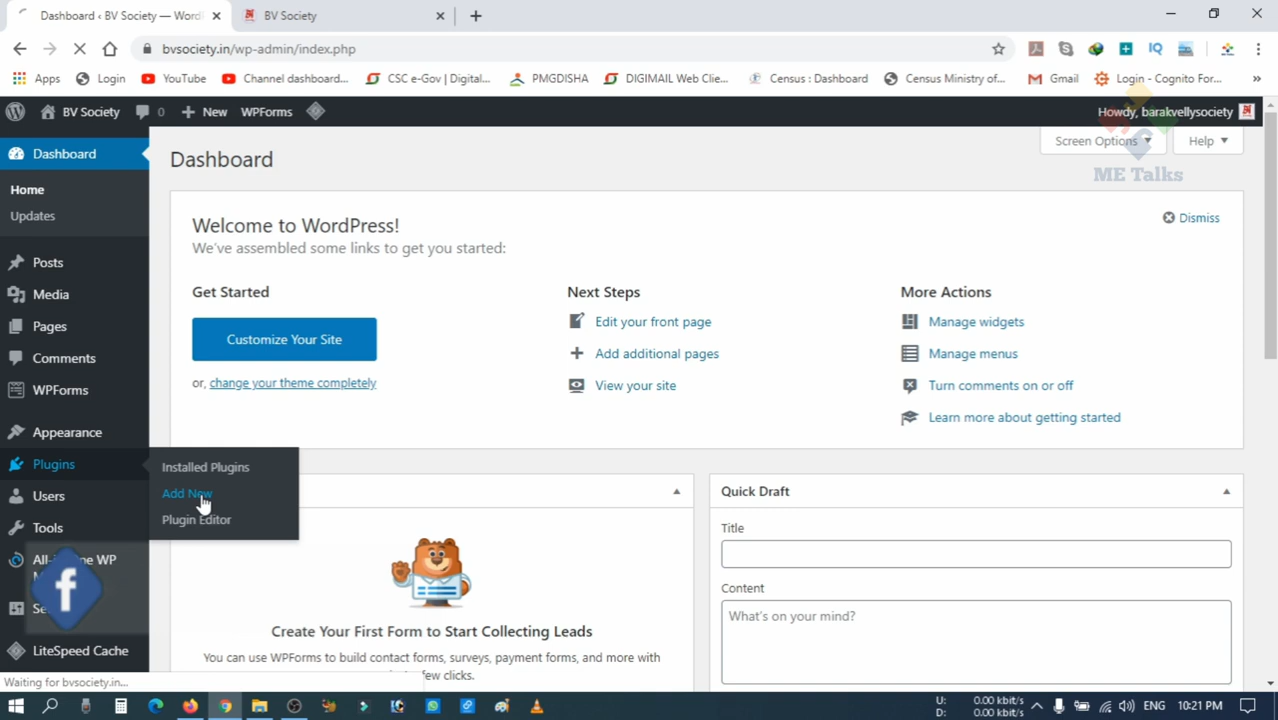 Dashboard ‹ BV Society — Word
BV Society
bvsociety.in/wp-admin/index.php
Apps
Login
YouTube
Channel dashboard...
CSC e-Gov | Digital...
PMGDISHA
DIGIMAIL Web Clie...
Census : Dashboard
Census Ministry of...
Gmail
Login - Cognito For...
»
BV Society
0
New
WPForms
Howdy, barakvellysociety
Dashboard
Screen Options
Help
ME Talks
Dashboard
Home
Updates
Posts
Media
Pages
Comments
WPForms
Appearance
Plugins
Users
Tools
LiteSpeed Cache
Installed Plugins
Add New
Plugin Editor
Welcome to WordPress!
We've assembled some links to get you started:
Dismiss
Get Started
Customize Your Site
or, change your theme completely
Next Steps
Edit your front page
Add additional pages
View your site
More Actions
Manage widgets
Manage menus
Turn comments on or off
Learn more about getting started
Create Your First Form to Start Collecting Leads
You can use WPForms to build contact forms, surveys, payment forms, and more with
few clicks.
Quick Draft
Title
Content
What's on your mind?
Waiting for bvsociety.in...
U: 0.00 kbit/s
D: 0.00 kbit/s
ENG
10:21 PM